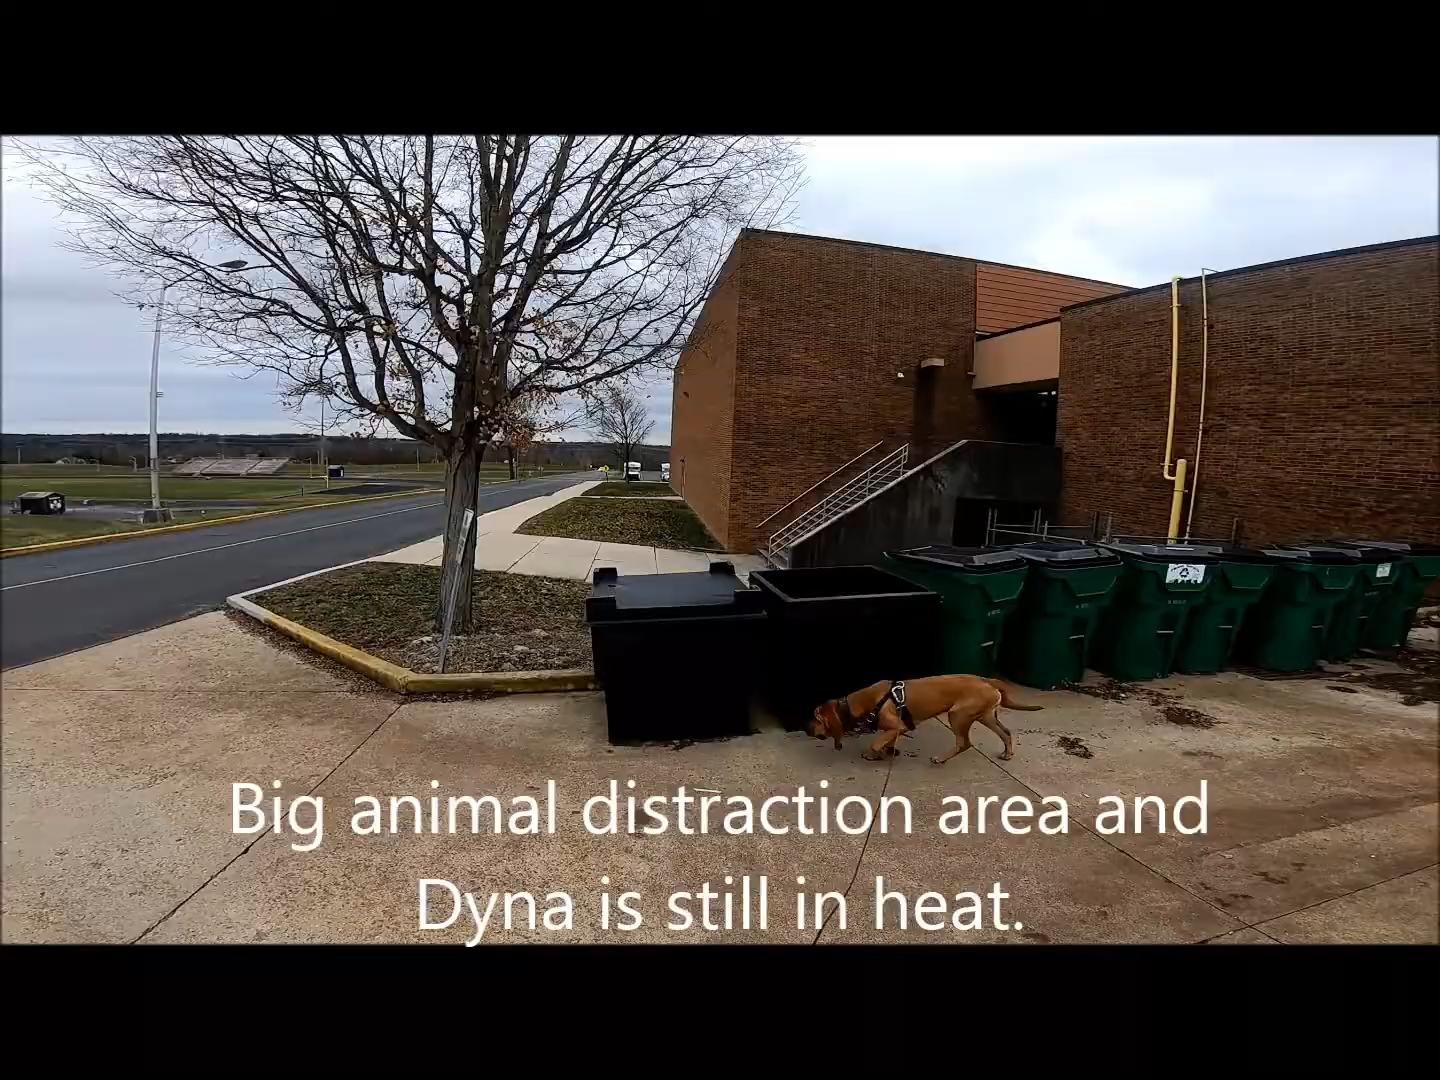 Big animal distraction area and
Dyna is still in heat.